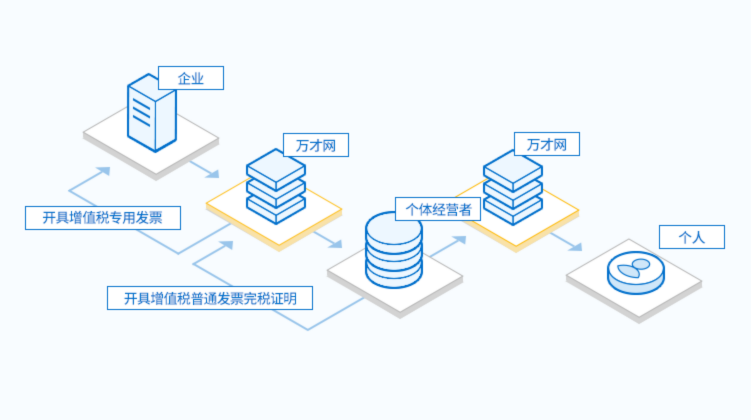 企业
万才网
万才网
个体经营者
开具增值税专用发票
个人
开具增值税普通发票完税证明